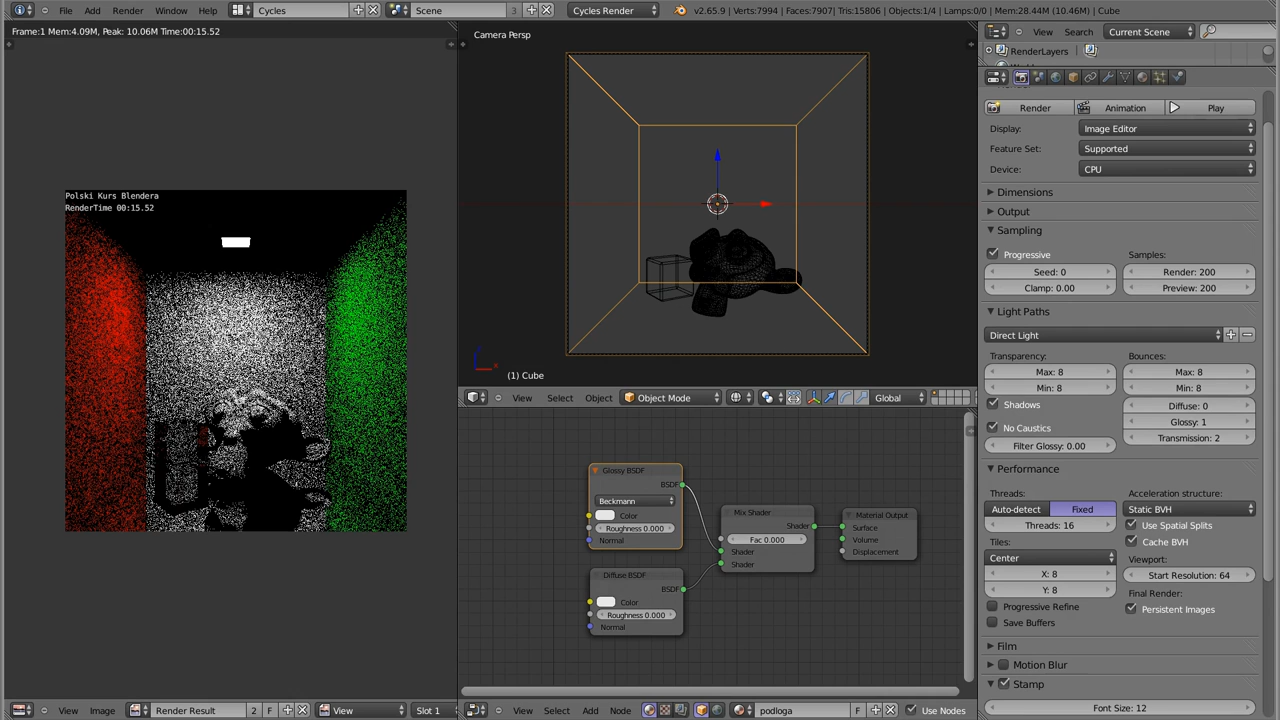 File Add Render Window Help Cycles Scene 3 Cycles Render v2.65.9 | Verts:7994 | Faces:7907| Tris:15806 | Objects:1/4 | Lamps:0/0 | Mem:28.44M (10.46M) | Cube
Frame:1 Mem:4.09M, Peak: 10.06M Time:00:15.52
Polski Kurs Blendera
RenderTime 00:15.52
View Image Render Result 2 F View Slot 1
Camera Persp
(1) Cube
View Select Object Object Mode Global
Glossy BSDF
BSDF
Beckmann
Color
Roughness 0.000
Normal
Diffuse BSDF
BSDF
Color
Roughness 0.000
Normal
Mix Shader
Shader
Fac 0.000
Shader
Shader
Material Output
Surface
Volume
Displacement
View Select Add Node podloga F Use Nodes
View Search Current Scene
RenderLayers
Render Animation Play
Display: Image Editor
Feature Set: Supported
Device: CPU
Dimensions
Output
Sampling
Progressive Samples:
Seed: 0 Render: 200
Clamp: 0.00 Preview: 200
Light Paths
Direct Light
Transparency: Bounces:
Max: 8 Max: 8
Min: 8 Min: 8
Shadows Diffuse: 0
No Caustics Glossy: 1
Filter Glossy: 0.00 Transmission: 2
Performance
Threads: Acceleration structure:
Auto-detect Fixed Static BVH
Threads: 16 Use Spatial Splits
Tiles: Cache BVH
Center Viewport:
X: 8 Start Resolution: 64
Y: 8 Final Render:
Progressive Refine Persistent Images
Save Buffers
Film
Motion Blur
Stamp
Font Size: 12